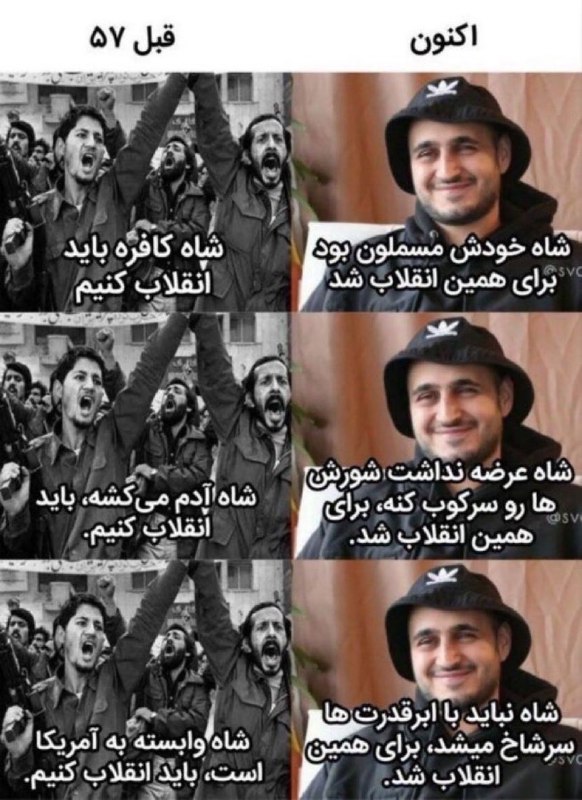 اکنون
قبل ۵۷
شاه خودش مسملون بود
برای همین انقلاب شد
شاه کافره باید
انقلاب کنیم
شاه عرضه نداشت شورش
ها رو سرکوب کنه، برای
همین انقلاب شد.
شاه آدم می‌کشه، باید
انقلاب کنیم.
شاه نباید با ابرقدرت ها
سرشاخ میشد، برای همین
انقلاب شد.
شاه وابسته به آمریکا
است، باید انقلاب کنیم.